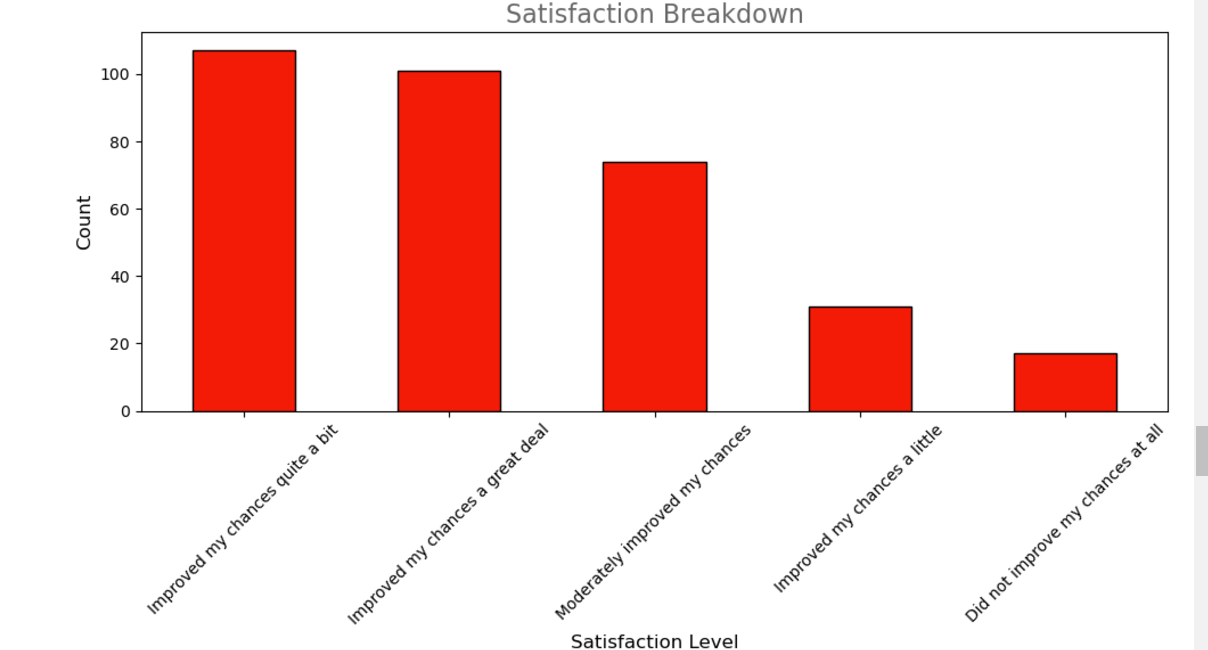 Satisfaction Breakdown
100
80
60
40
20
0
Count
Improved my chances quite a bit
Improved my chances a great deal
Moderately improved my chances
Improved my chances a little
Did not improve my chances at all
Satisfaction Level